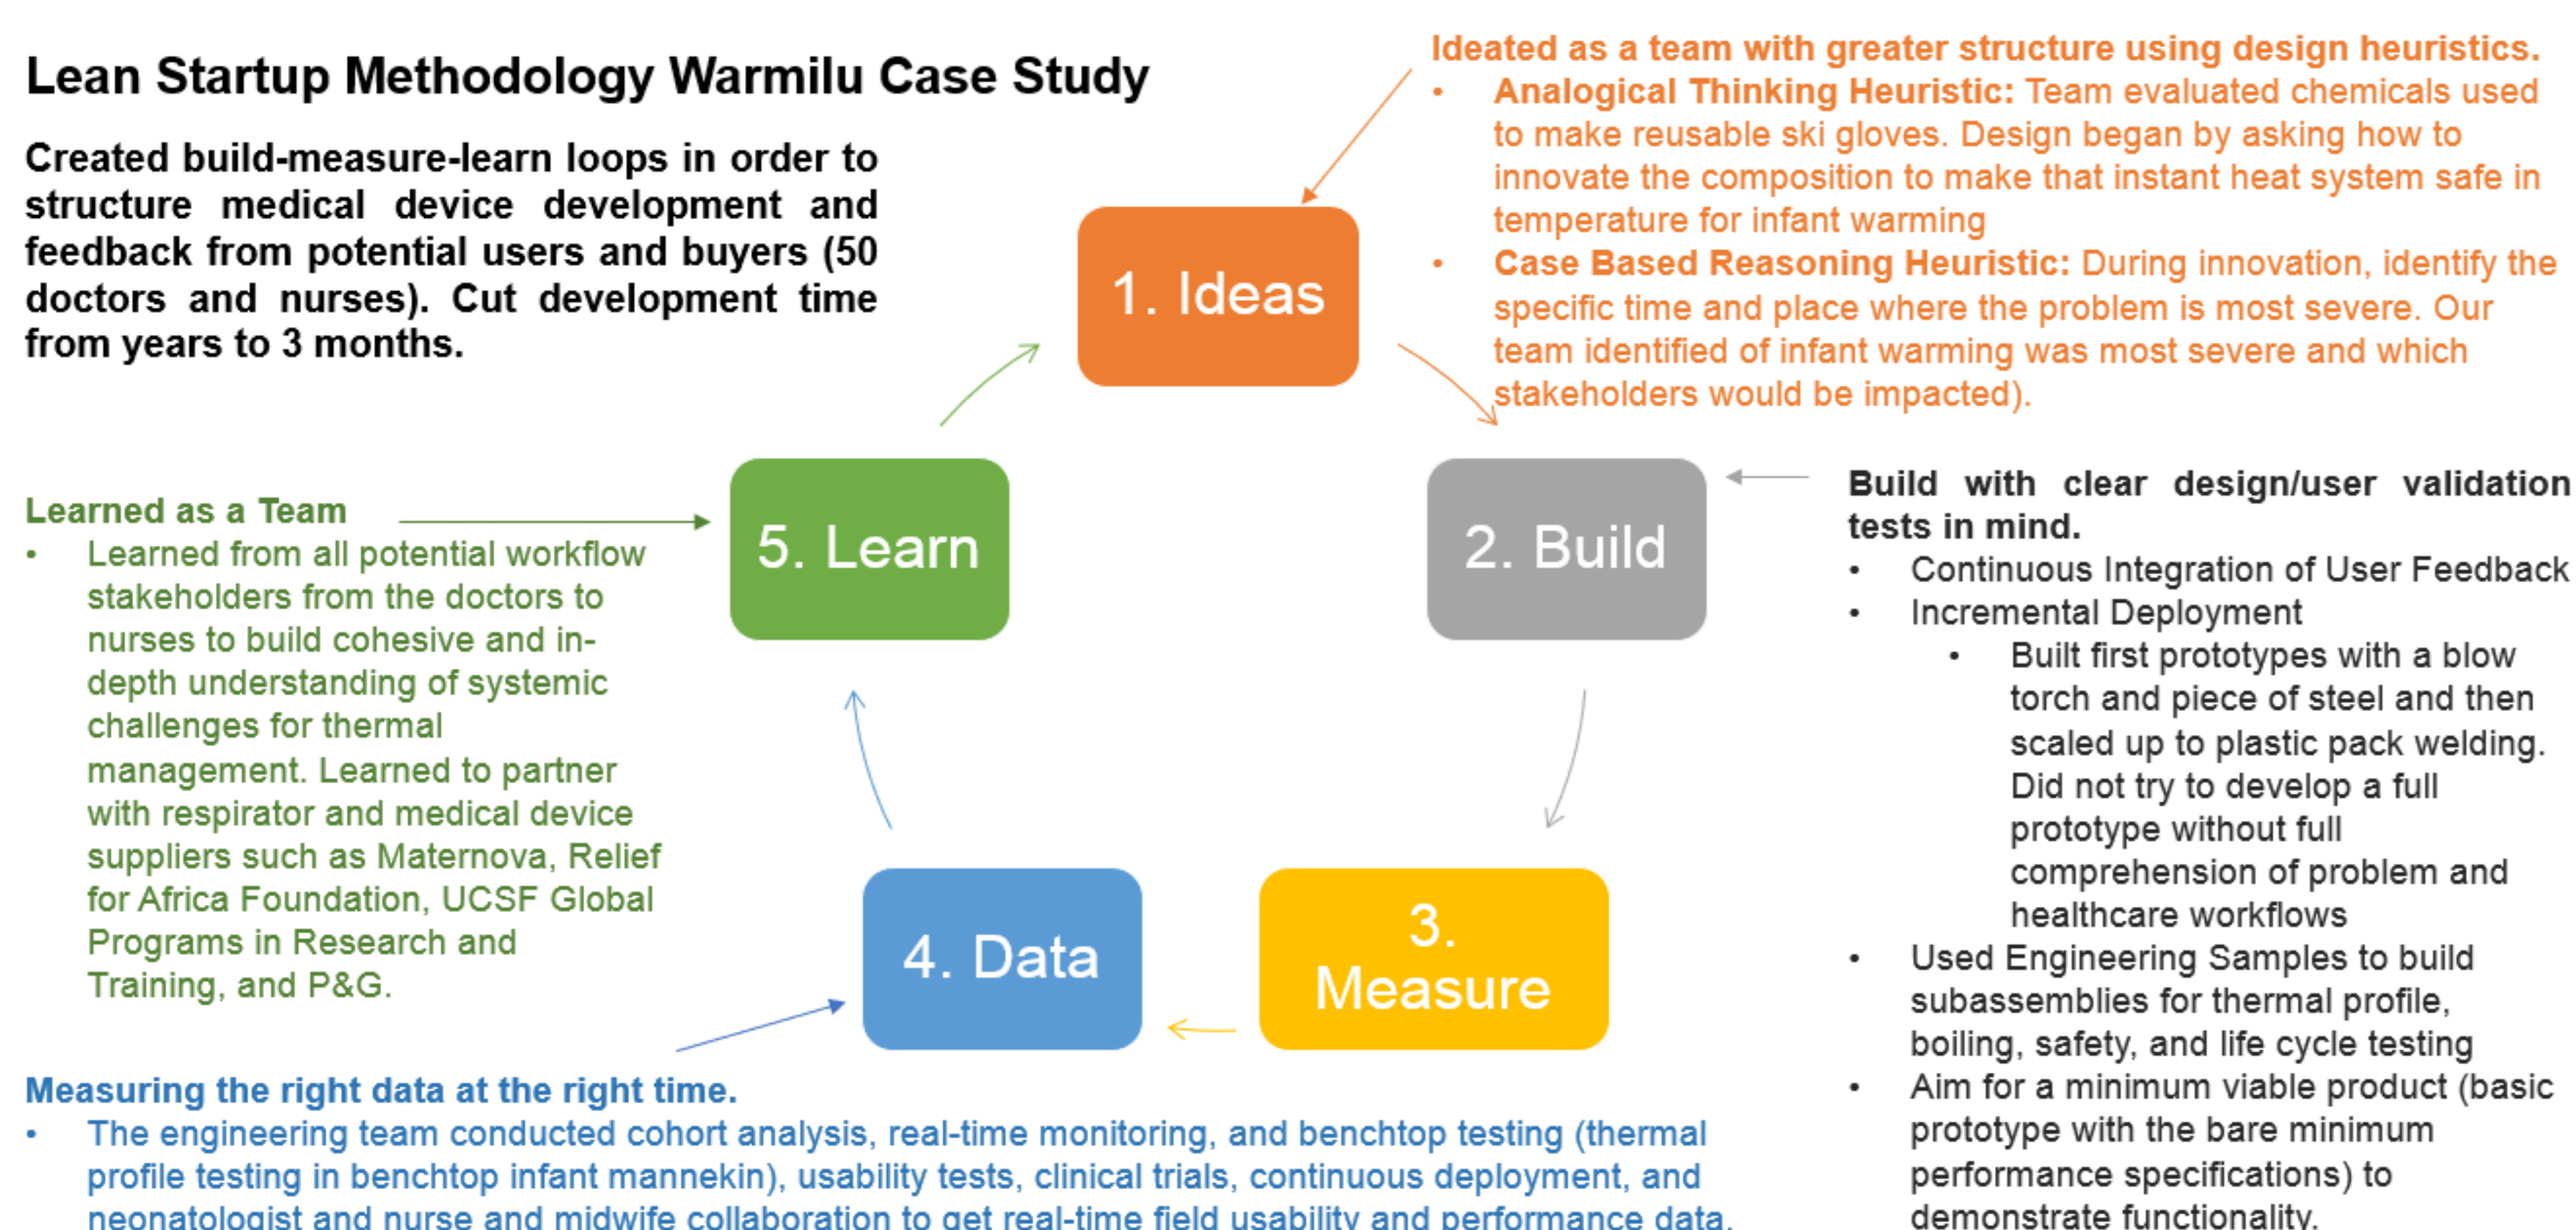 Lean Startup Methodology Warmilu Case Study
Created build-measure-learn loops in order to
structure medical device development and
feedback from potential users and buyers (50
doctors and nurses). Cut development time
from years to 3 months.
Ideated as a team with greater structure using design heuristics.
• Analogical Thinking Heuristic: Team evaluated chemicals used
to make reusable ski gloves. Design began by asking how to
innovate the composition to make that instant heat system safe in
temperature for infant warming
• Case Based Reasoning Heuristic: During innovation, identify the
specific time and place where the problem is most severe. Our
team identified of infant warming was most severe and which
stakeholders would be impacted).
1. Ideas
2. Build
Build with clear design/user validation
tests in mind.
• Continuous Integration of User Feedback
• Incremental Deployment
• Built first prototypes with a blow
torch and piece of steel and then
scaled up to plastic pack welding.
Did not try to develop a full
prototype without full
comprehension of problem and
healthcare workflows
• Used Engineering Samples to build
subassemblies for thermal profile,
boiling, safety, and life cycle testing
• Aim for a minimum viable product (basic
prototype with the bare minimum
performance specifications) to
demonstrate functionality.
3.
Measure
4. Data
Measuring the right data at the right time.
• The engineering team conducted cohort analysis, real-time monitoring, and benchtop testing (thermal
profile testing in benchtop infant mannekin), usability tests, clinical trials, continuous deployment, and
neonatologist and nurse and midwife collaboration to get real-time field usability and performance data.
5. Learn
Learned as a Team
• Learned from all potential workflow
stakeholders from the doctors to
nurses to build cohesive and in-
depth understanding of systemic
challenges for thermal
management. Learned to partner
with respirator and medical device
suppliers such as Maternova, Relief
for Africa Foundation, UCSF Global
Programs in Research and
Training, and P&G.